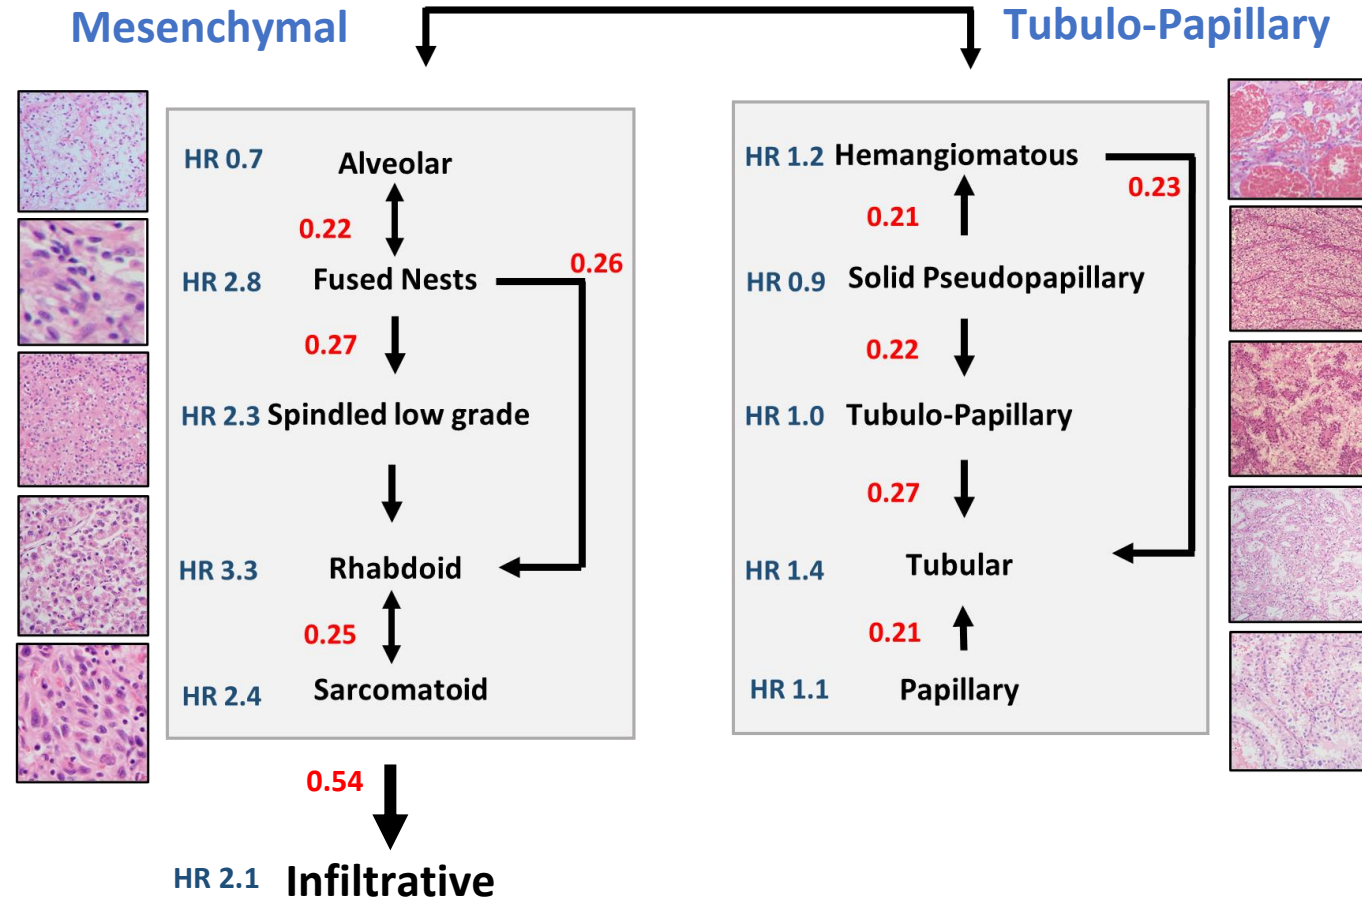 Mesenchymal
Tubulo-Papillary
HR 0.7 Alveolar
0.22
HR 2.8 Fused Nests
0.26
0.27
HR 2.3 Spindled low grade
HR 3.3 Rhabdoid
0.25
HR 2.4 Sarcomatoid
0.54
HR 2.1 Infiltrative
HR 1.2 Hemangiomatous
0.23
0.21
HR 0.9 Solid Pseudopapillary
0.22
HR 1.0 Tubulo-Papillary
0.27
HR 1.4 Tubular
0.21
HR 1.1 Papillary